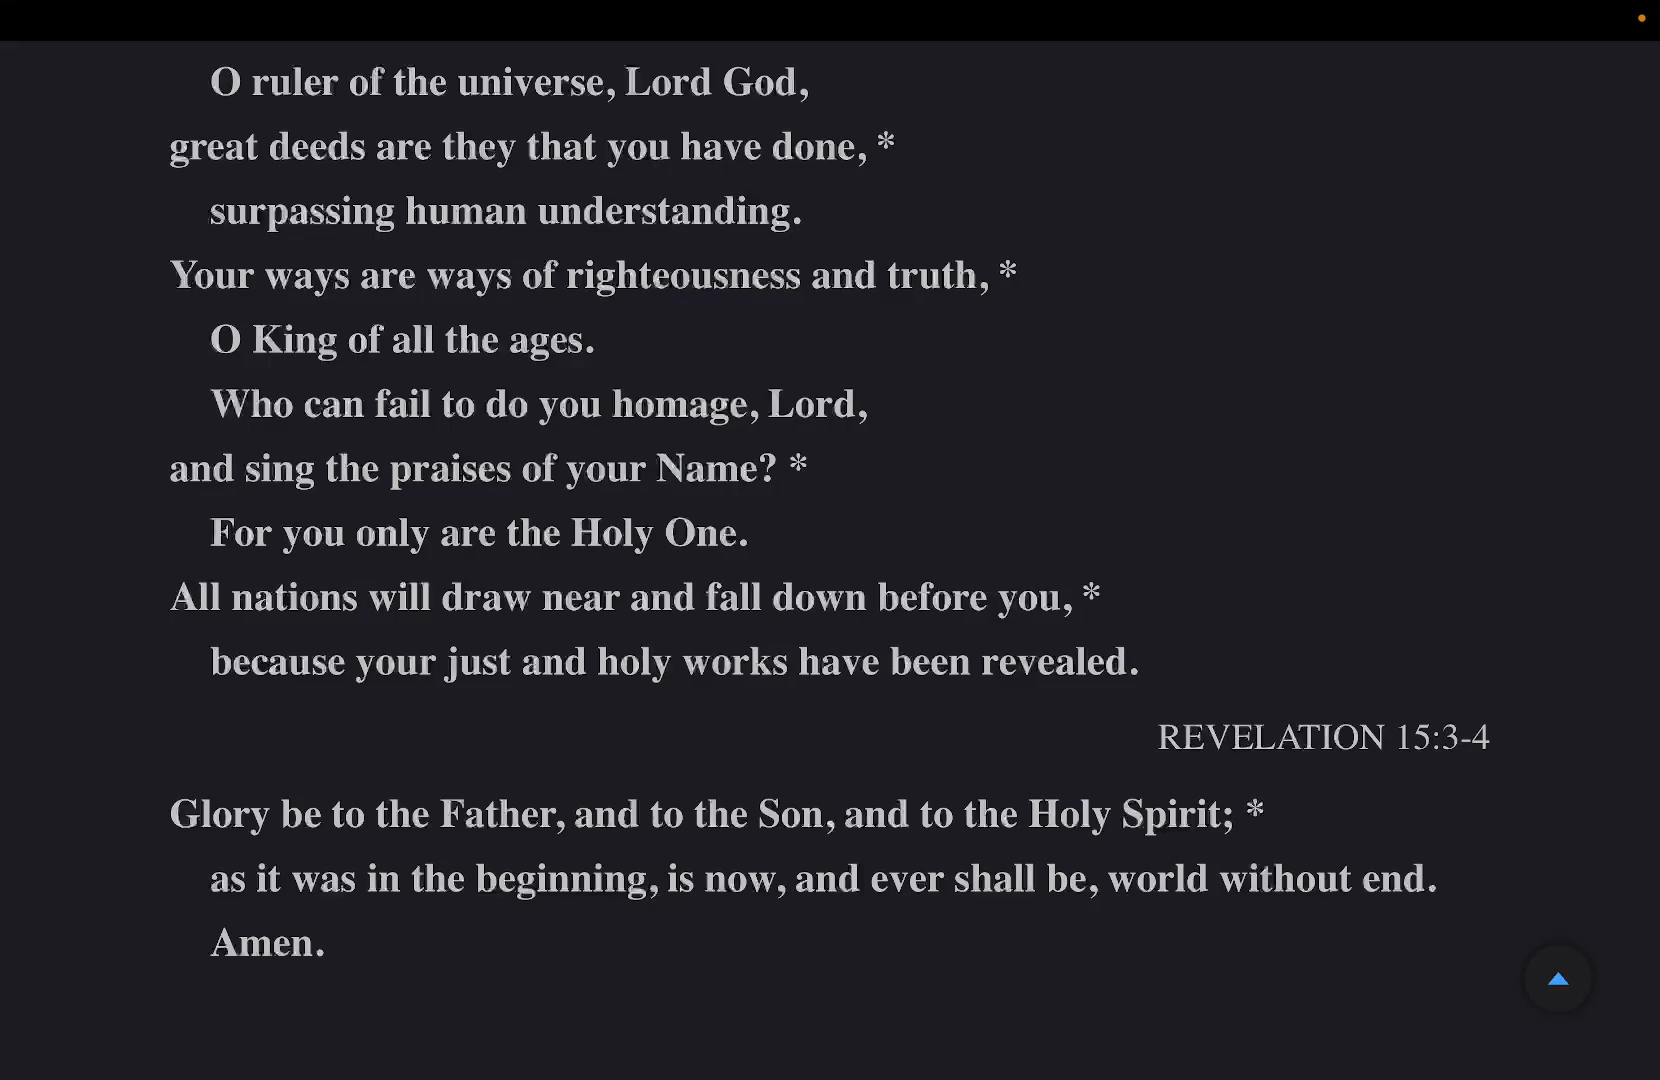 O ruler of the universe, Lord God,
great deeds are they that you have done, *
surpassing human understanding.
Your ways are ways of righteousness and truth, *
O King of all the ages.
Who can fail to do you homage, Lord,
and sing the praises of your Name? *
For you only are the Holy One.
All nations will draw near and fall down before you, *
because your just and holy works have been revealed.
REVELATION 15:3-4
Glory be to the Father, and to the Son, and to the Holy Spirit; *
as it was in the beginning, is now, and ever shall be, world without end.
Amen.